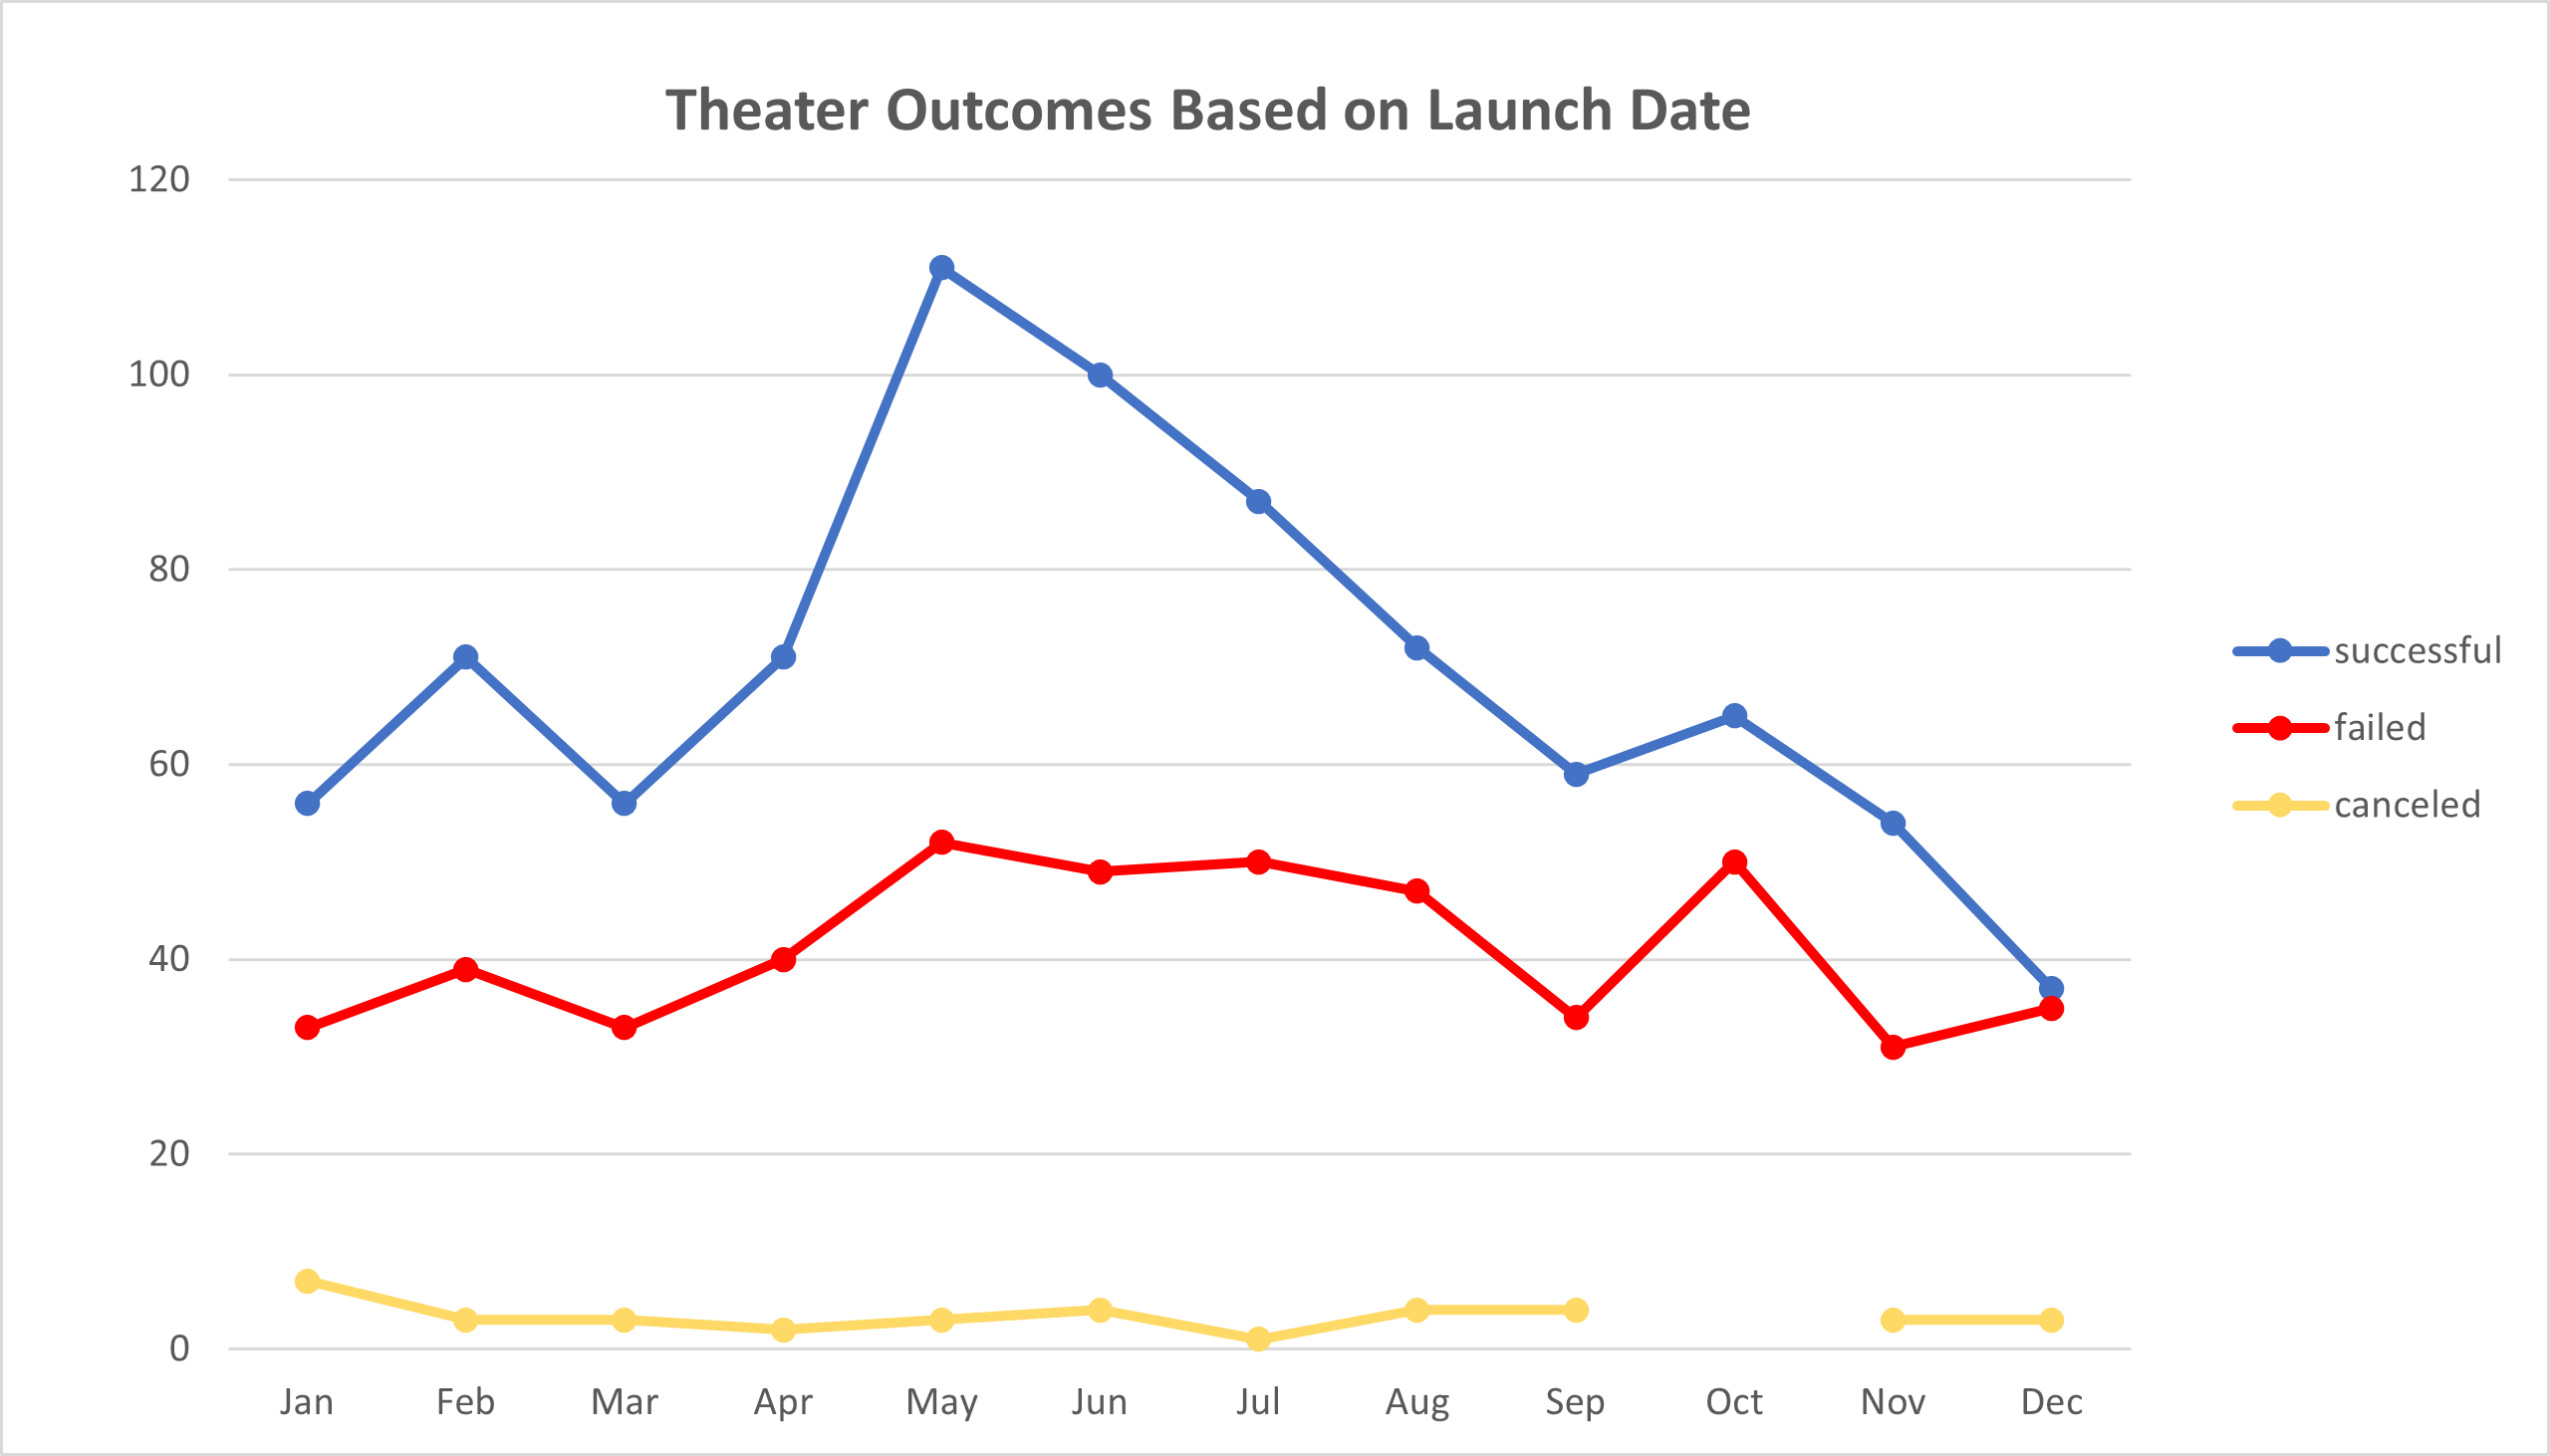 Theater Outcomes Based on Launch Date
120
100
80
60
40
20
0
Jan Feb Mar Apr May Jun Jul Aug Sep Oct Nov Dec
successful
failed
canceled